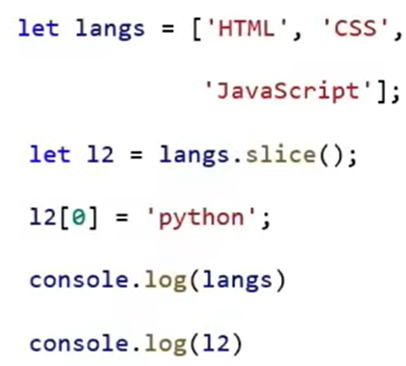 let langs = ['HTML', 'CSS',
'JavaScript'];
let l2 = langs.slice();
l2[0] = 'python';
console.log(langs)
console.log(l2)